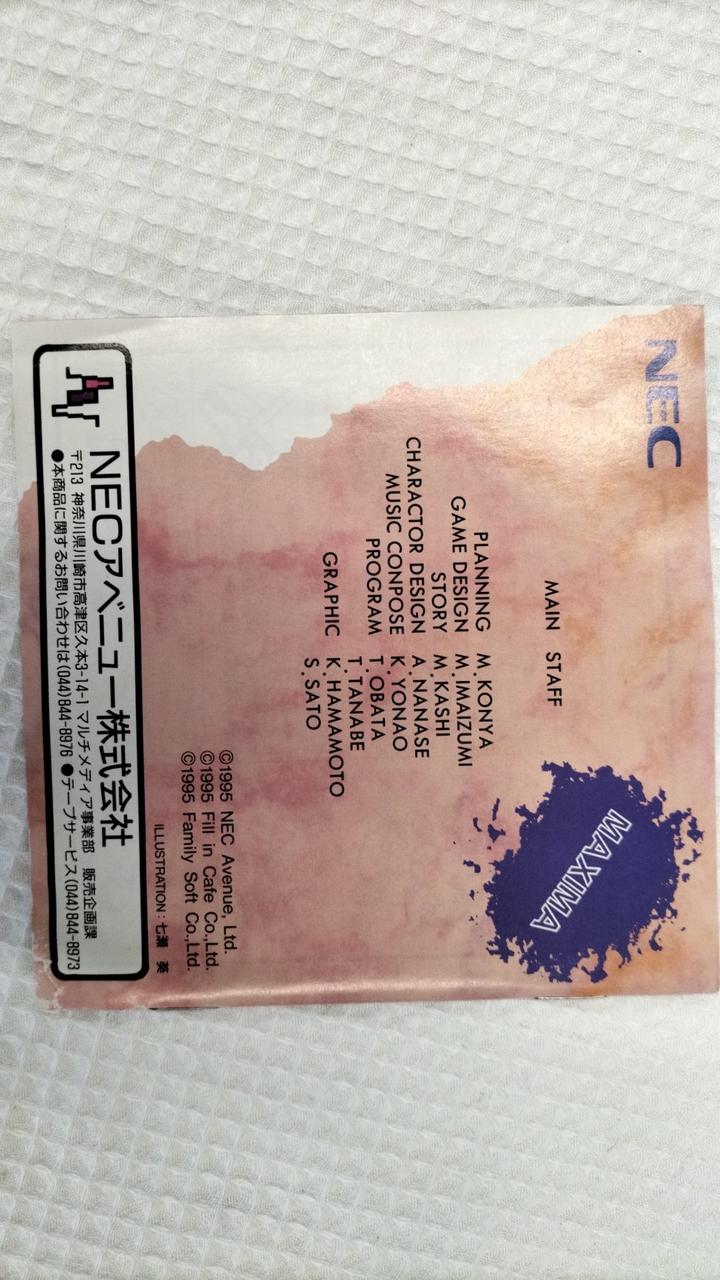 NEC
MAXIMA
MAIN STAFF
PLANNING M.KONYA
GAME DESIGN M.IMAIZUMI
STORY M.KASHI
CHARACTOR DESIGN A.NANASE
MUSIC CONPOSE K.YONAO
PROGRAM T.OBATA
T.TANABE
GRAPHIC K.HAMAMOTO
S.SATO
©1995 NEC Avenue, Ltd.
©1995 Fill in Cafe Co.,Ltd.
©1995 Family Soft Co.,Ltd.
ILLUSTRATION:七瀬 葵
NECアベニュー株式会社
〒213 神奈川県川崎市高津区久本3-14-1 マルチメディア事業部 販売企画課
●本商品に関するお問い合わせは(044)844-8976 ●テープサービス(044)844-8973